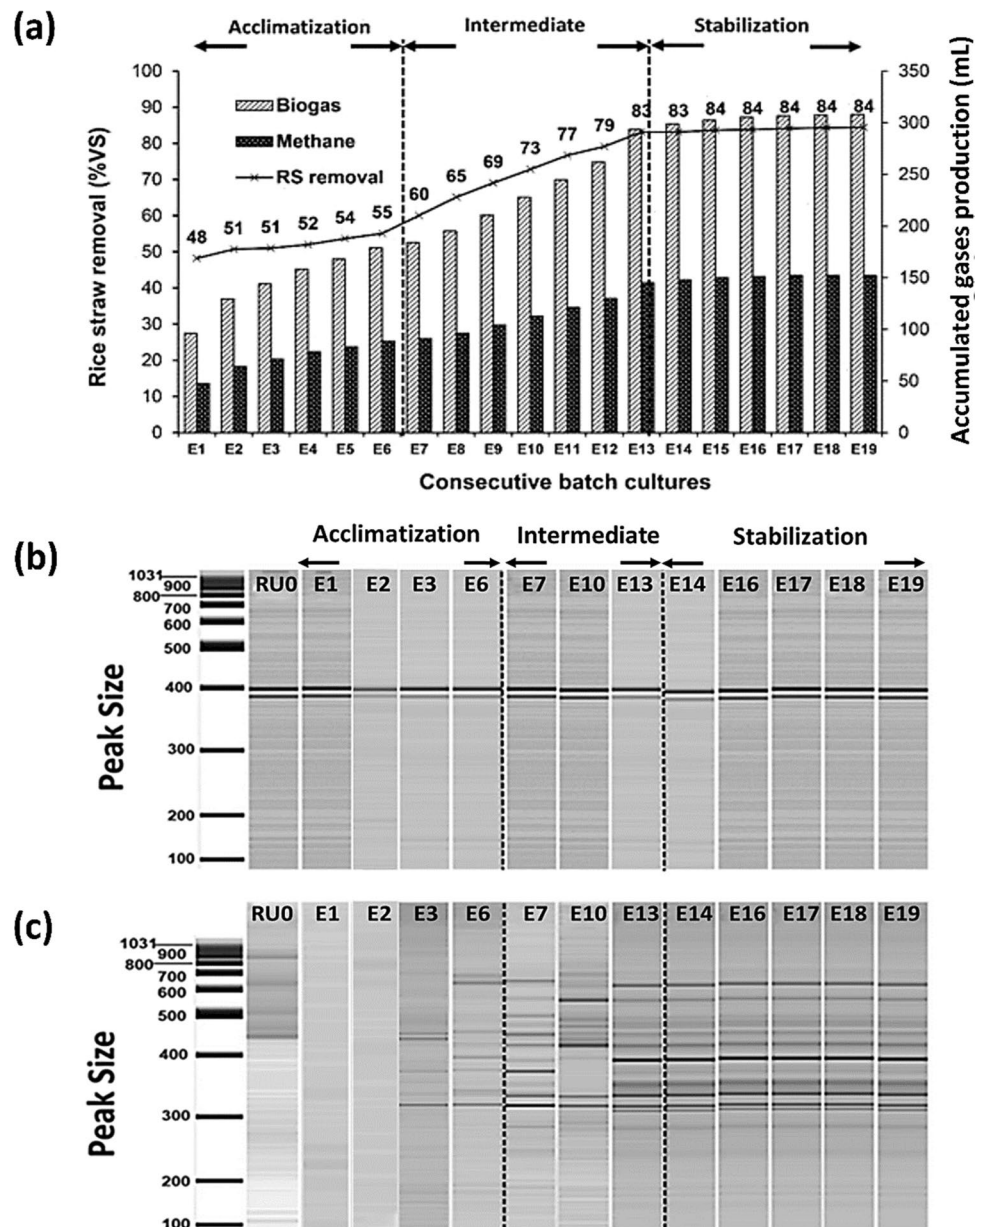 (a)
Acclimatization Intermediate Stabilization
100 350
90 300
80 250
70 200
60 150
50 100
40 50
30 0
20
10
0
Rice straw removal (%VS)
Accumulated gases production (mL)
Biogas
Methane
RS removal
48 51 51 52 54 55 60 65 69 73 77 79 83 83 84 84 84 84 84
E1 E2 E3 E4 E5 E6 E7 E8 E9 E10 E11 E12 E13 E14 E15 E16 E17 E18 E19
Consecutive batch cultures
(b)
Acclimatization Intermediate Stabilization
RU0 E1 E2 E3 E6 E7 E10 E13 E14 E16 E17 E18 E19
1031
900
800
700
600
500
400
300
200
100
Peak Size
(c)
RU0 E1 E2 E3 E6 E7 E10 E13 E14 E16 E17 E18 E19
1031
900
800
700
600
500
400
300
200
100
Peak Size